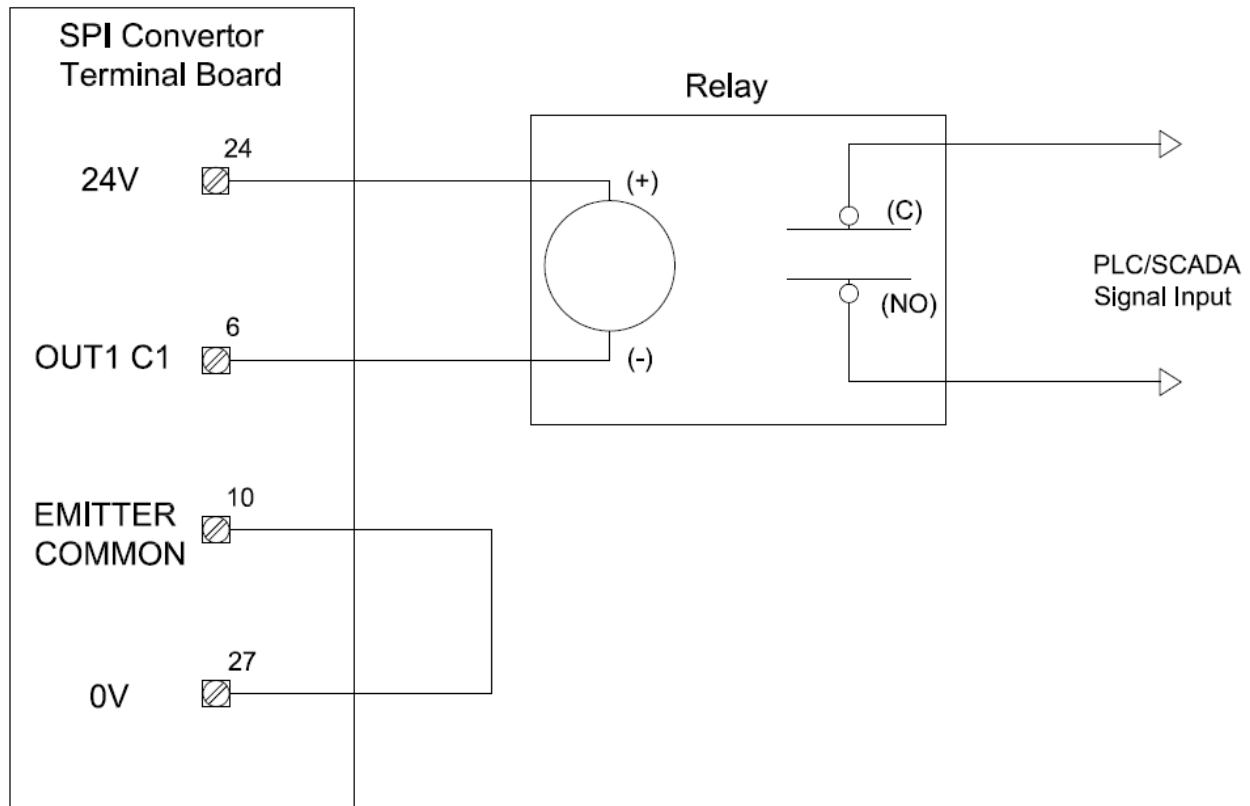 SPI Convertor
Terminal Board
Relay
24
24V
(+)
(C)
PLC/SCADA
Signal Input
(NO)
6
OUT1 C1
(-)
10
EMITTER
COMMON
27
0V